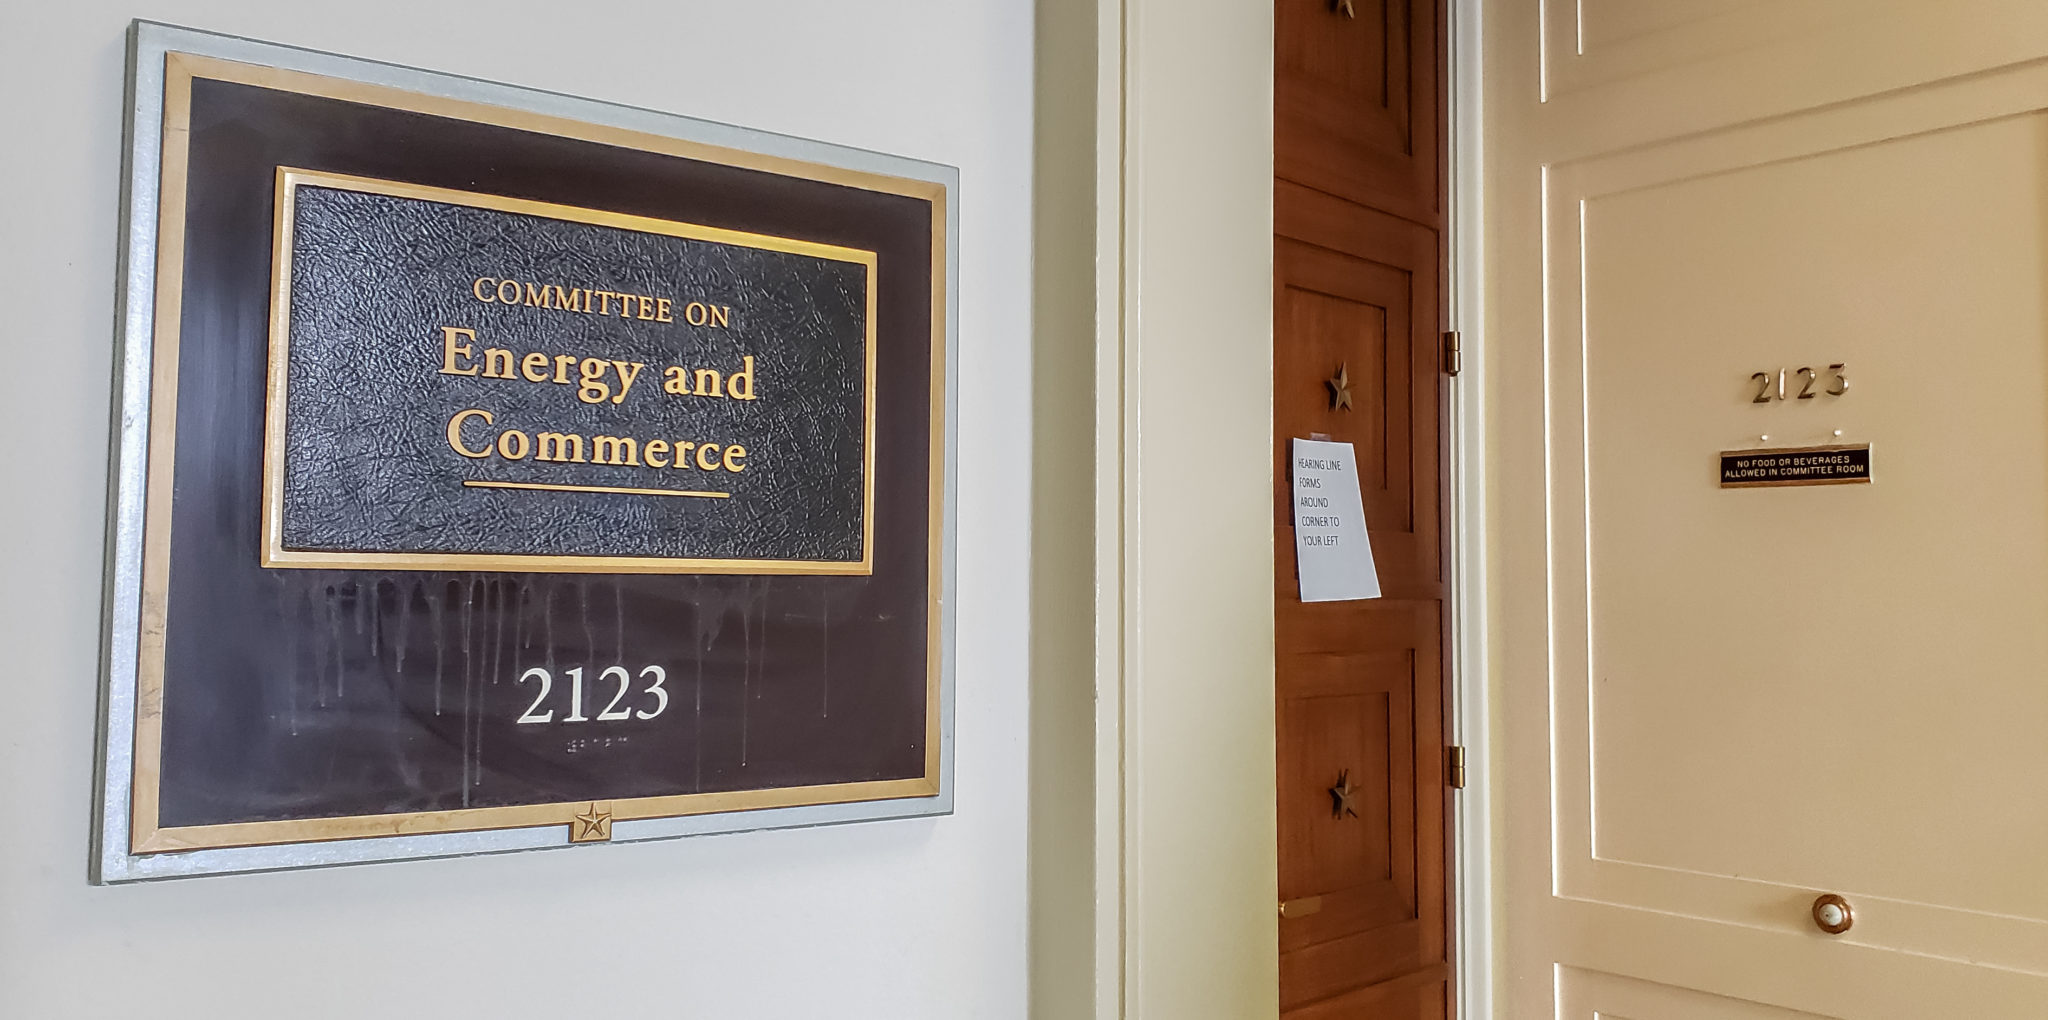 COMMITTEE ON
Energy and
Commerce
2123
HEARING LINE
FORMS
AROUND
CORNER TO
YOUR LEFT
2123
NO FOOD OR BEVERAGES
ALLOWED IN COMMITTEE ROOM